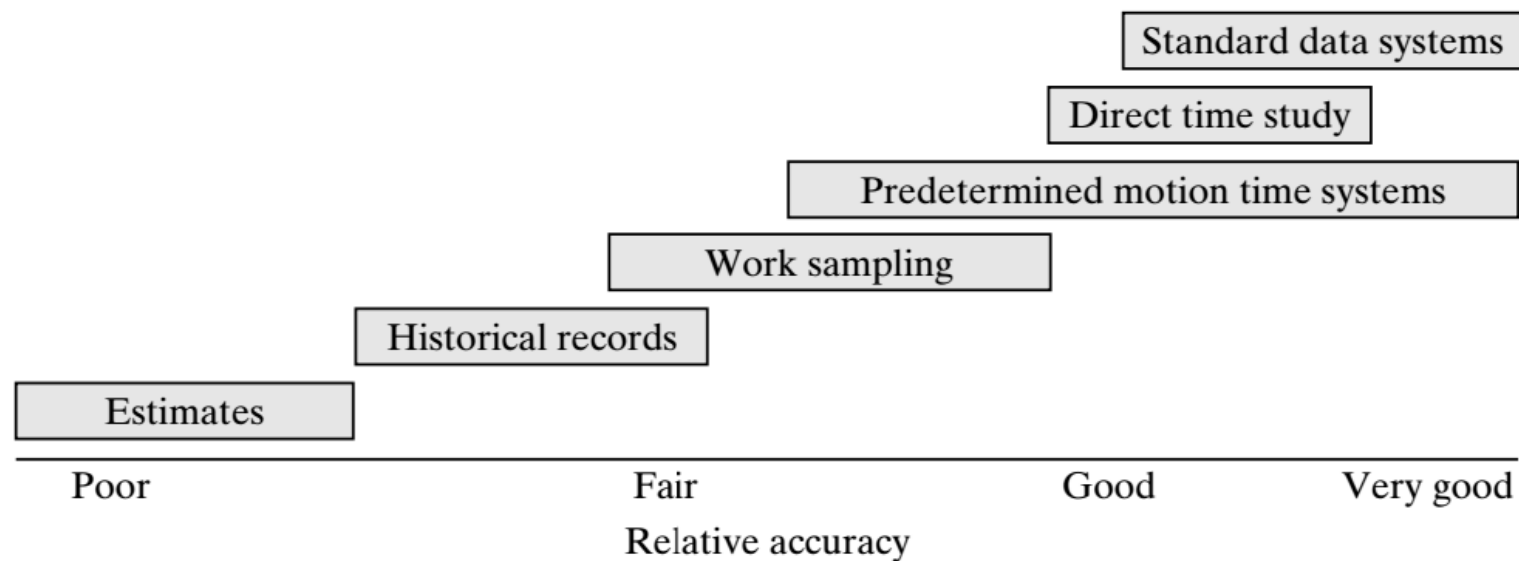 Standard data systems
Direct time study
Predetermined motion time systems
Work sampling
Historical records
Estimates
Poor Fair Good Very good
Relative accuracy